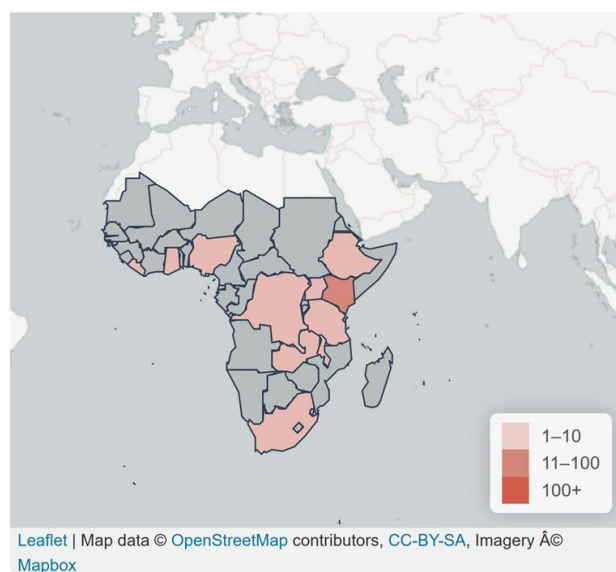 1–10
11–100
100+
Leaflet | Map data © OpenStreetMap contributors, CC-BY-SA, Imagery Â©
Mapbox